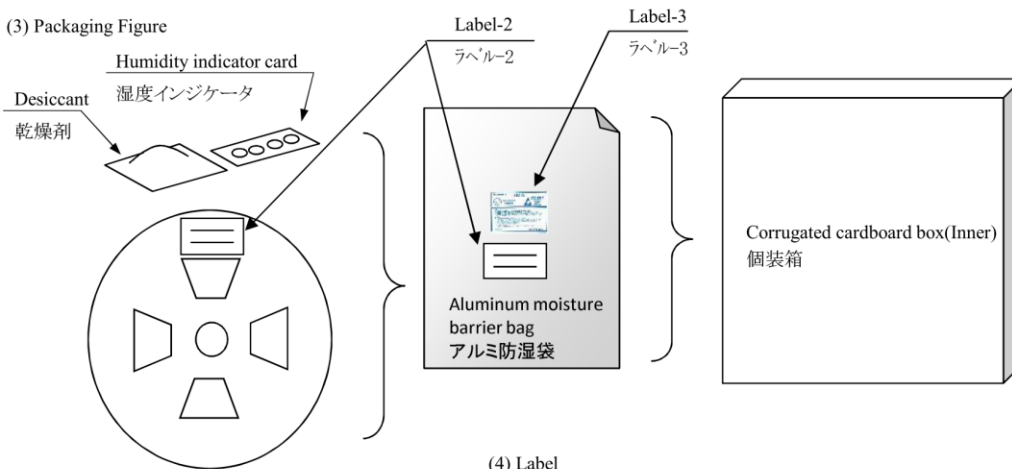 (3) Packaging Figure
Label-2
ラベル-2
Label-3
ラベル-3
Humidity indicator card
湿度インジケータ
Desiccant
乾燥剤
Aluminum moisture
barrier bag
アルミ防湿袋
Corrugated cardboard box(Inner)
個装箱
(4) Label